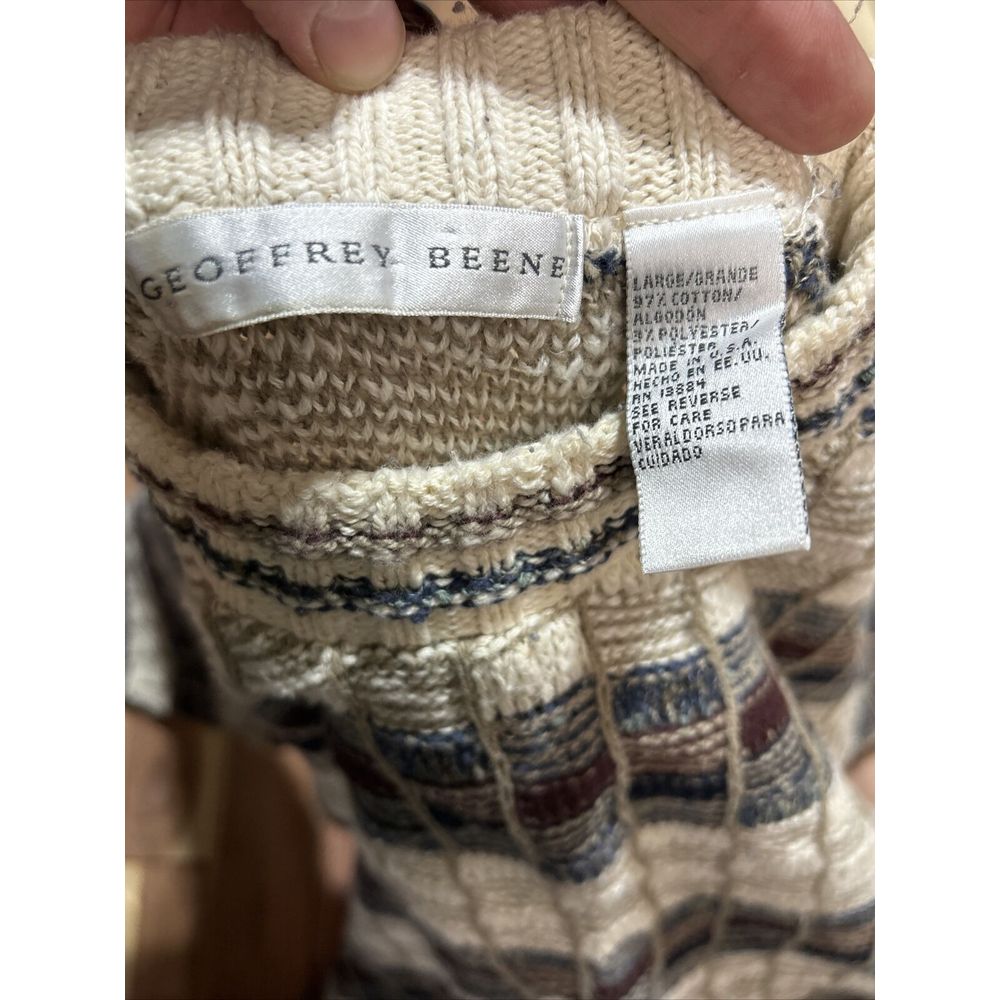 GEOFFREY BEENE
LARGE/GRANDE
97% COTTON/
ALGODON
3% POLYESTER/
POLIESTER
MADE IN U.S.A.
HECHO EN EE.UU.
RN 13884
SEE REVERSE
FOR CARE
VER AL DORSO PARA
CUIDADO